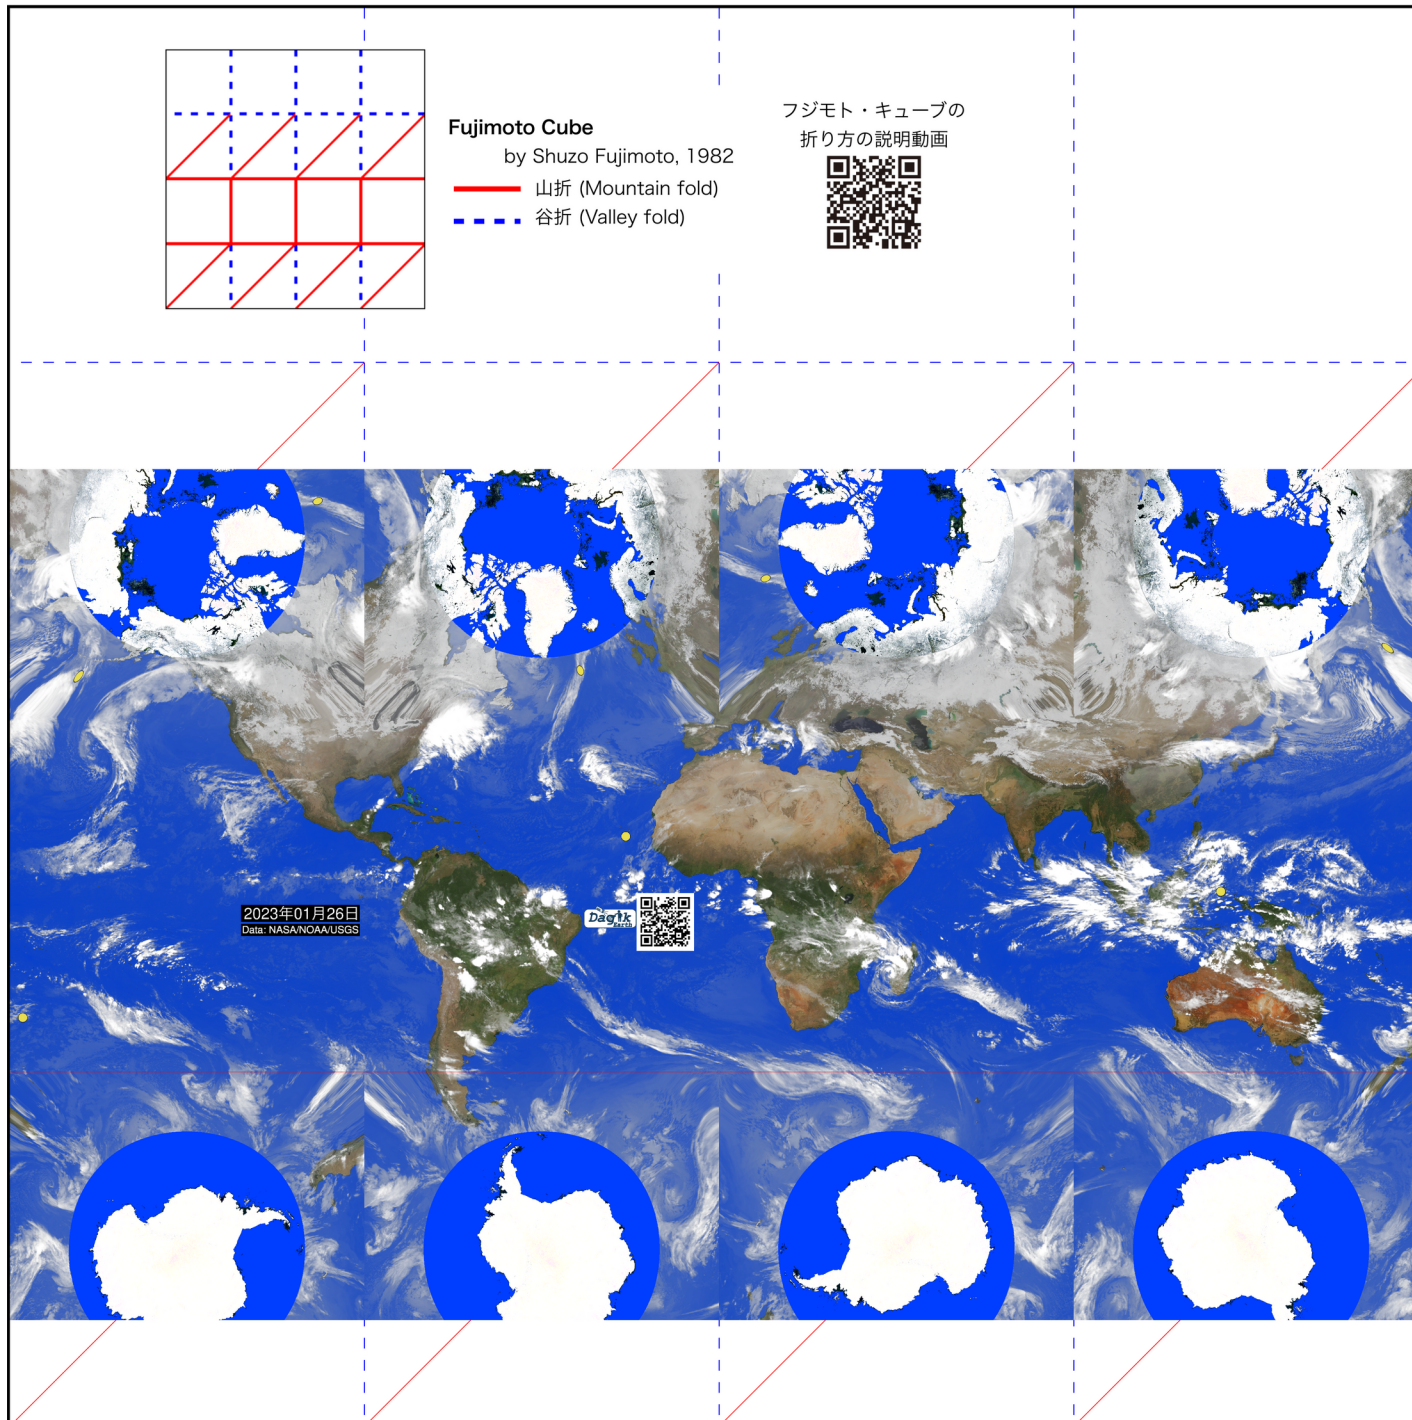 Fujimoto Cube
by Shuzo Fujimoto, 1982
山折 (Mountain fold)
谷折 (Valley fold)
フジモト・キューブの
折り方の説明動画
2023年01月26日
Data: NASA/NOAA/USGS
Dagik
Earth